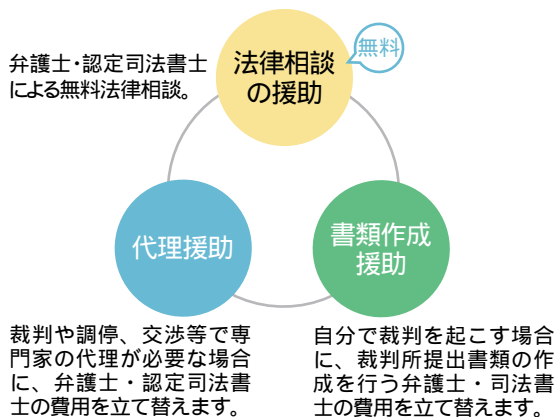 弁護士・認定司法書士
による無料法律相談。
法律相談
の援助
無料
代理援助
書類作成
援助
裁判や調停、交渉等で専
門家の代理が必要な場合
に、弁護士・認定司法書
士の費用を立て替えます。
自分で裁判を起こす場合
に、裁判所提出書類の作
成を行う弁護士・司法書
士の費用を立て替えます。